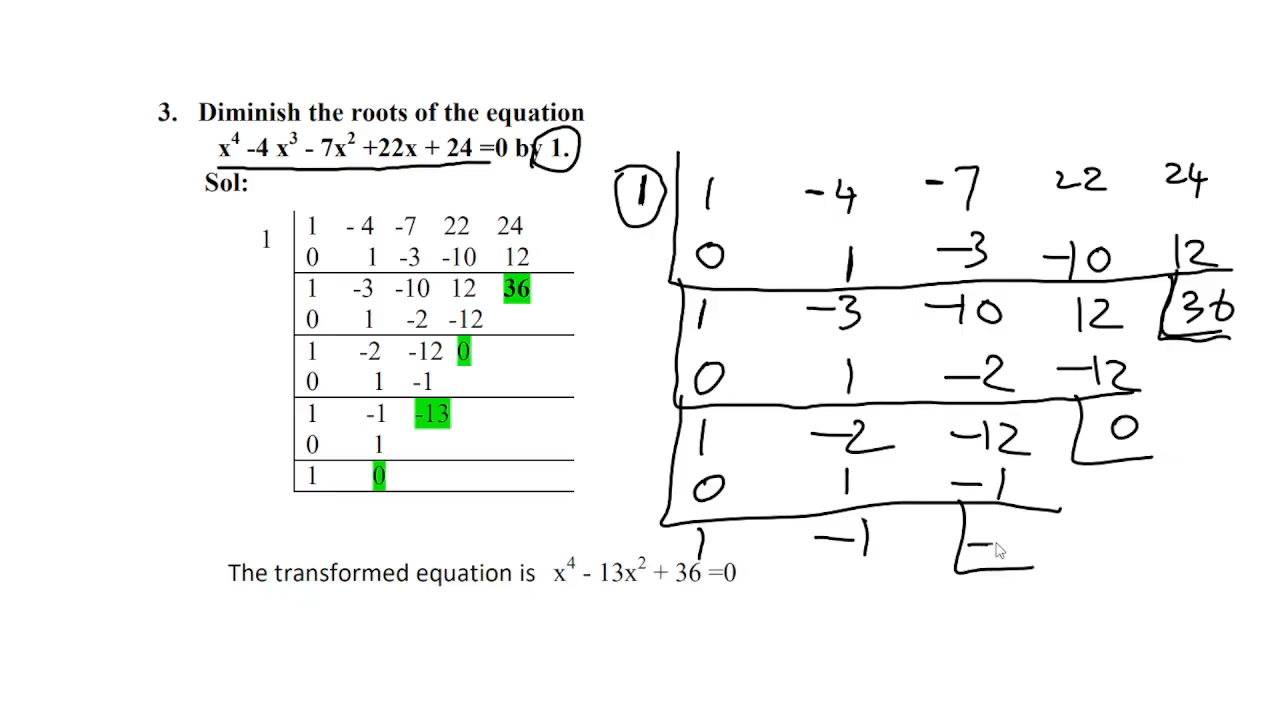 3. Diminish the roots of the equation
x⁴ -4 x³ - 7x² +22x + 24 =0 by 1.
Sol:
1
1 - 4 -7 22 24
0 1 -3 -10 12
1 -3 -10 12 36
0 1 -2 -12
1 -2 -12 0
0 1 -1
1 -1 -13
0 1
1 0
The transformed equation is x⁴ - 13x² + 36 =0
1
1 -4 -7 22 24
0 1 -3 -10 12
1 -3 -10 12 36
0 1 -2 -12
1 -2 -12 0
0 1 -1
1 -1 -